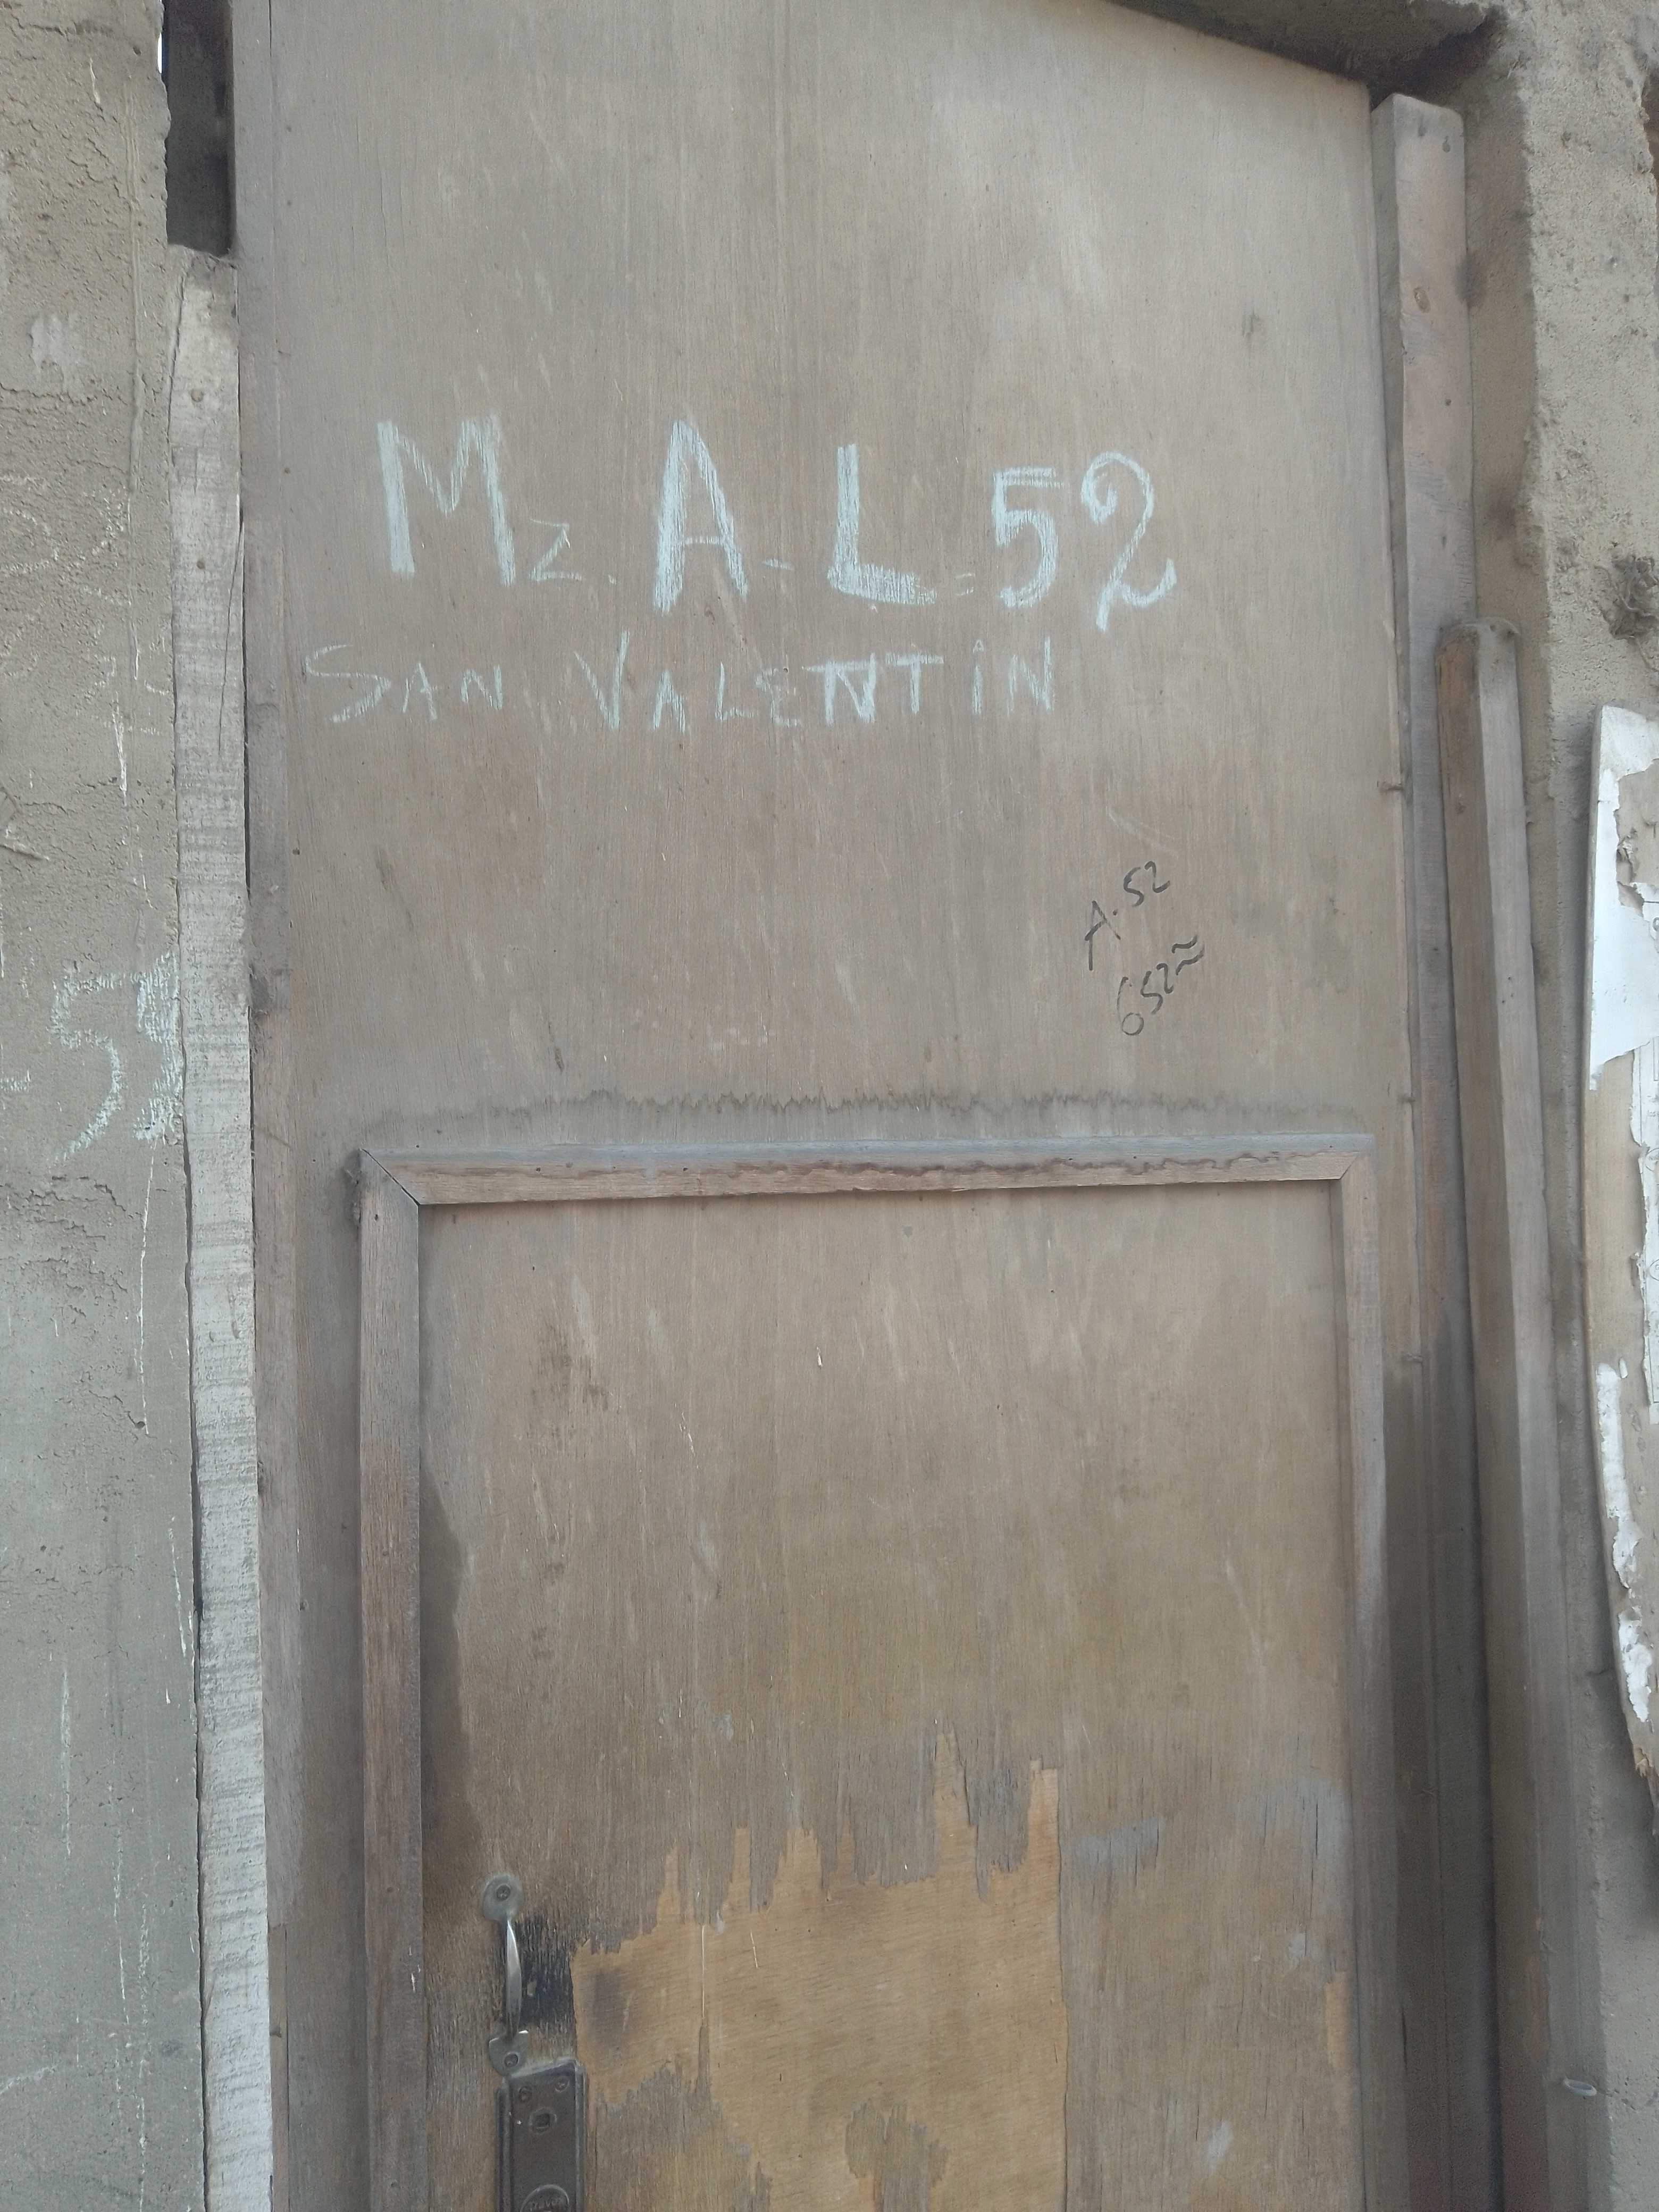 Mz. A - L - 52
SAN VALENTIN
A. 52
652